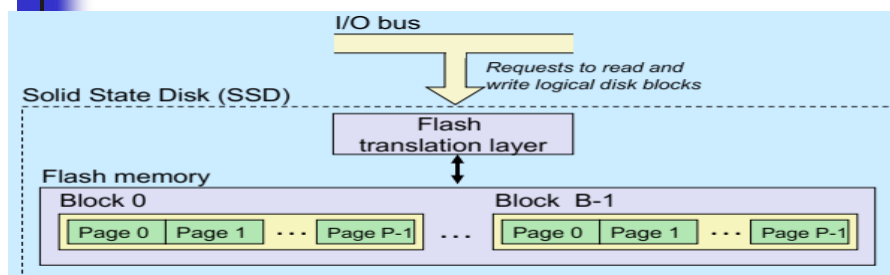 I/O bus
Requests to read and
write logical disk blocks
Solid State Disk (SSD)
Flash
translation layer
Flash memory
Block 0
Block B-1
Page 0 Page 1 ··· Page P-1 ··· Page 0 Page 1 ··· Page P-1